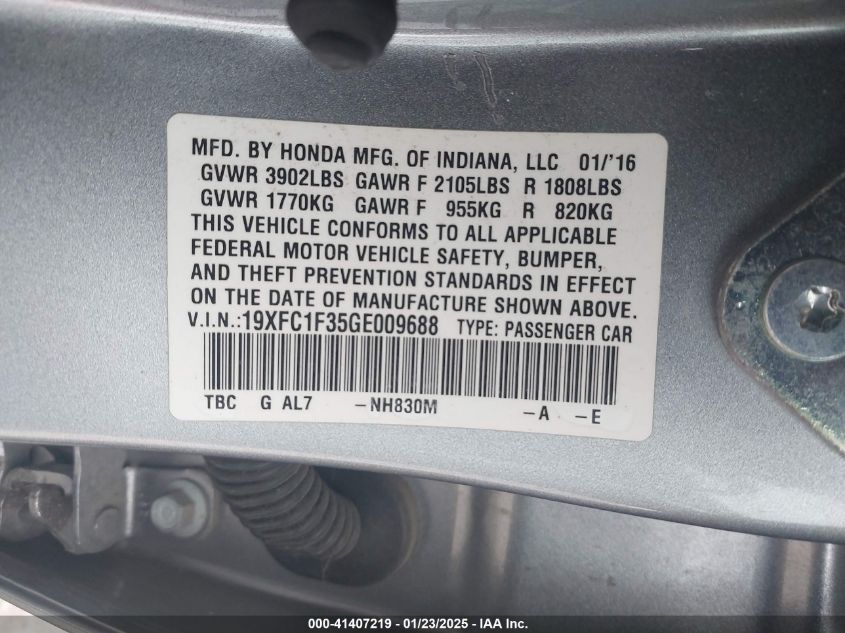 MFD. BY HONDA MFG. OF INDIANA, LLC 01/'16
GVWR 3902LBS GAWR F 2105LBS R 1808LBS
GVWR 1770KG GAWR F 955KG R 820KG
THIS VEHICLE CONFORMS TO ALL APPLICABLE
FEDERAL MOTOR VEHICLE SAFETY, BUMPER,
AND THEFT PREVENTION STANDARDS IN EFFECT
ON THE DATE OF MANUFACTURE SHOWN ABOVE.
V.I.N.:19XFC1F35GE009688 TYPE: PASSENGER CAR
TBC G AL7 -NH830M -A -E
000-41407219 - 01/23/2025 - IAA Inc.